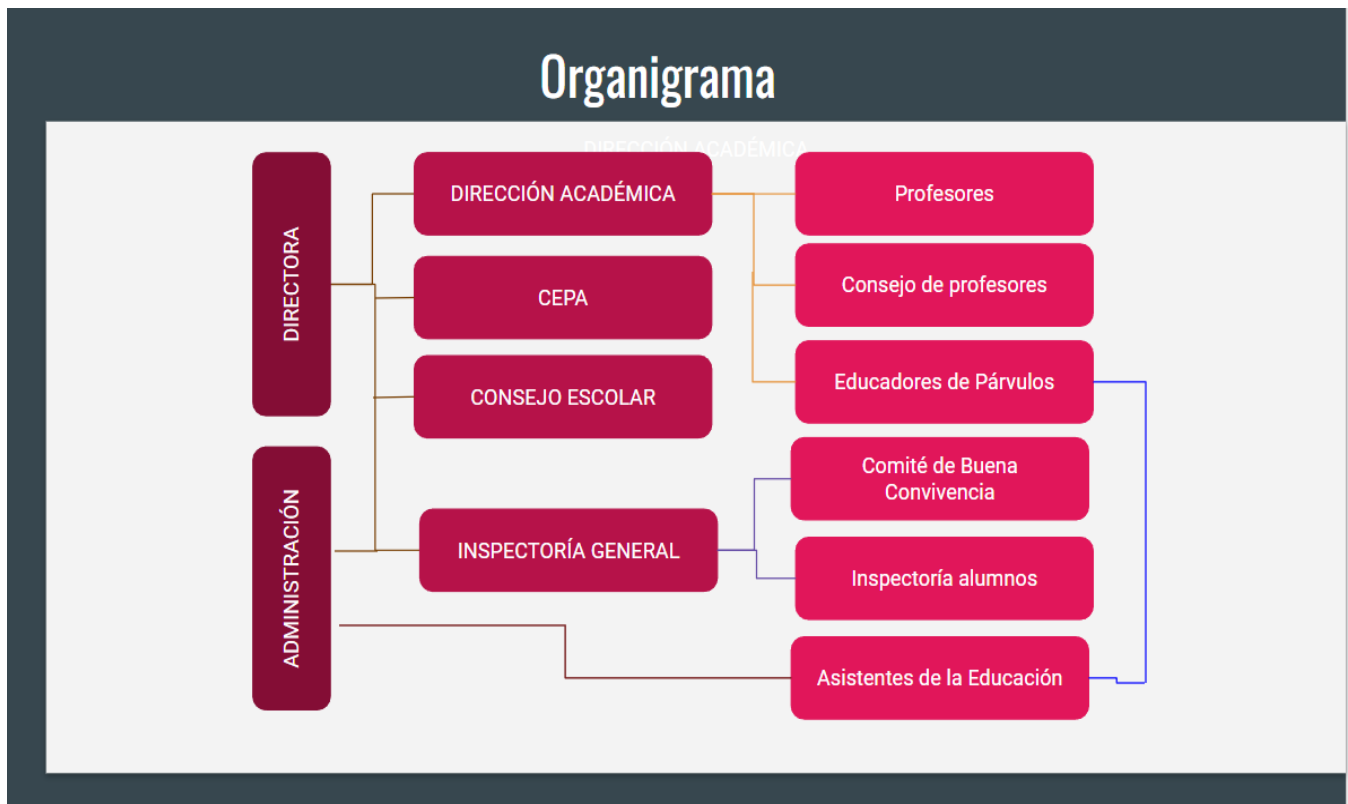 Organigrama
DIRECCIÓN ACADÉMICA
DIRECTORA
DIRECCIÓN ACADÉMICA
Profesores
CEPA
Consejo de profesores
CONSEJO ESCOLAR
Educadores de Párvulos
ADMINISTRACIÓN
INSPECTORÍA GENERAL
Comité de Buena
Convivencia
Inspectoría alumnos
Asistentes de la Educación